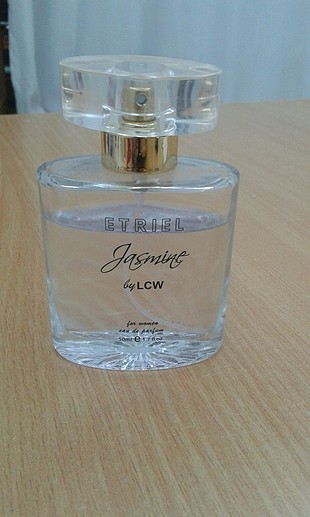 ETRIEL
Jasmine
by LCW
for women
eau de parfum
50ml e 1.7 fl.oz